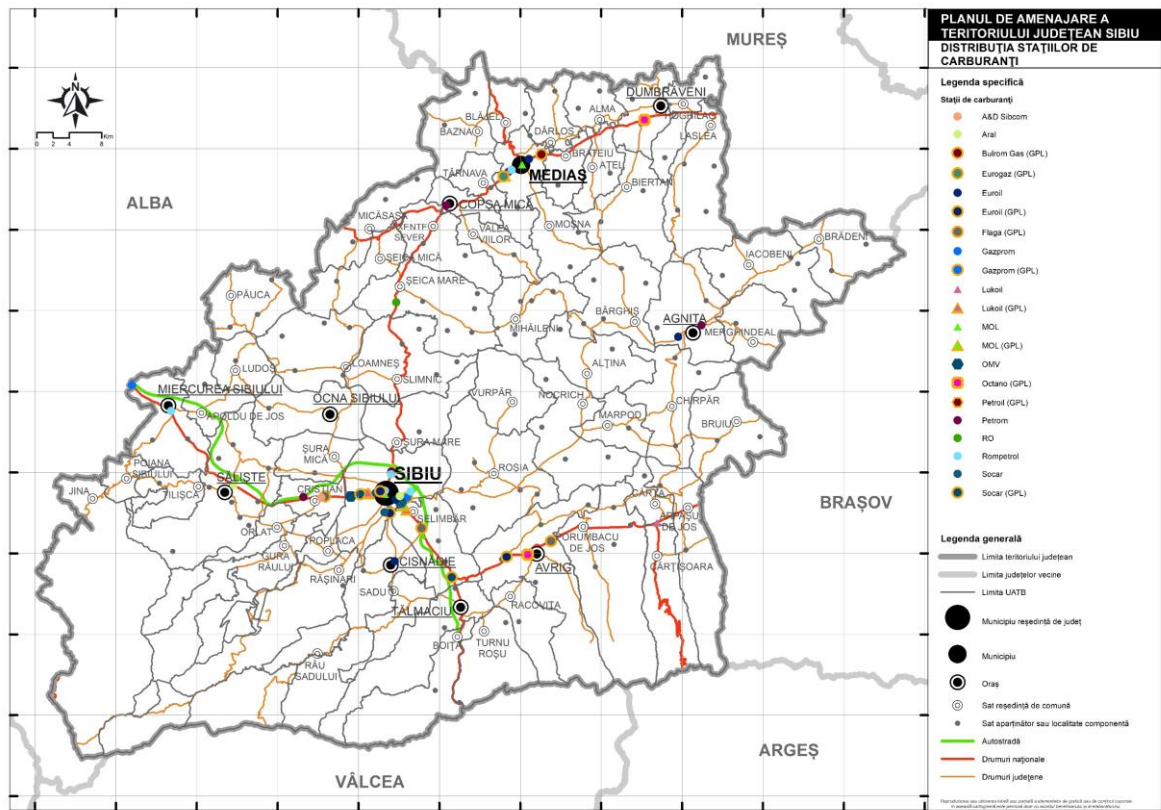 PLANUL DE AMENAJARE A
TERITORIULUI JUDEȚEAN SIBIU
DISTRIBUȚIA STAȚIILOR DE
CARBURANȚI
Legenda specifică
Stații de carburanți
A&D Sibcom
Aral
Bulrom Gas (GPL)
Eurogaz (GPL)
Euroil
Euroil (GPL)
Flaga (GPL)
Gazprom
Gazprom (GPL)
Lukoil
Lukoil (GPL)
MOL
MOL (GPL)
OMV
Octano (GPL)
Petroil (GPL)
Petrom
RO
Rompetrol
Socar
Socar (GPL)
Legenda generală
Limita teritoriului județean
Limita județelor vecine
Limita UATB
Municipiu reședință de județ
Municipiu
Oraș
Sat reședință de comună
Sat aparținător sau localitate componentă
Autostradă
Drumuri naționale
Drumuri județene
N
0 2 4 8
Km
MUREȘ
ALBA
BRAȘOV
ARGEȘ
VÂLCEA
DUMBRĂVENI
HOGHILAG
ALMA
BLĂJEL
BAZNA
DÂRLOS
LASLEA
BRATEIU
AȚEL
MEDIAȘ
TÂRNAVA
BIERTAN
COPȘA MICĂ
MICĂSASA
AXENTE
SEVER
VALEA
VIILOR
MOȘNA
BRĂDENI
IACOBENI
ȘEICA MICĂ
ȘEICA MARE
PĂUCA
MIHĂILENI
BÂRGHIȘ
AGNITA
MERGHINDEAL
LUDOȘ
LOAMNEȘ
SLIMNIC
ALȚINA
MIERCUREA SIBIULUI
OCNA SIBIULUI
VURPĂR
NOCRICH
CHIRPĂR
APOLDU DE JOS
MARPOD
BRUIU
ȘURA MARE
ȘURA
MICĂ
POIANA
SIBIULUI
SIBIU
ROȘIA
JINA
TILIȘCA
SĂLIȘTE
CRISTIAN
CÂRȚA
ARPAȘU
DE JOS
ȘELIMBĂR
ORLAT
POPLACA
PORUMBACU
DE JOS
GURA
RÂULUI
CISNĂDIE
AVRIG
CÂRȚIȘOARA
RĂȘINARI
SADU
RACOVIȚA
TĂLMACIU
BOIȚA
TURNU
ROȘU
RÂU
SADULUI